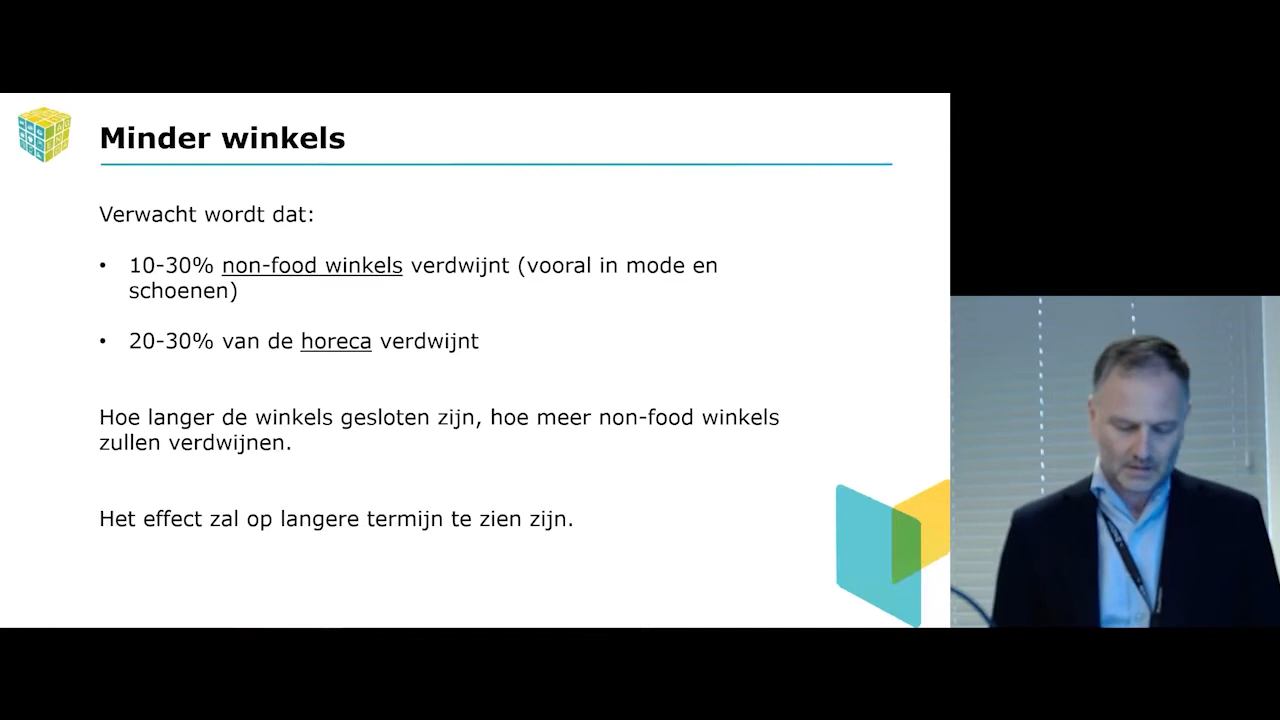 Minder winkels
Verwacht wordt dat:
• 10-30% non-food winkels verdwijnt (vooral in mode en
schoenen)
• 20-30% van de horeca verdwijnt
Hoe langer de winkels gesloten zijn, hoe meer non-food winkels
zullen verdwijnen.
Het effect zal op langere termijn te zien zijn.